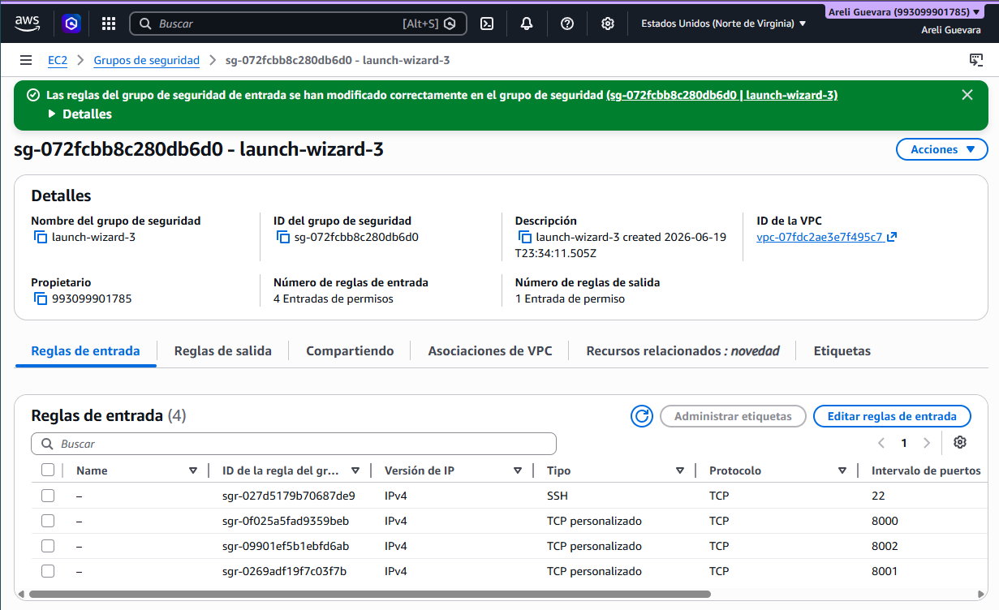 aws
Buscar
[Alt+S]
Estados Unidos (Norte de Virginia)
Areli Guevara (993099901785)
Areli Guevara
EC2
Grupos de seguridad
sg-072fcbb8c280db6d0 - launch-wizard-3
Las reglas del grupo de seguridad de entrada se han modificado correctamente en el grupo de seguridad (sg-072fcbb8c280db6d0 | launch-wizard-3)
Detalles
sg-072fcbb8c280db6d0 - launch-wizard-3
Acciones
Detalles
Nombre del grupo de seguridad
launch-wizard-3
ID del grupo de seguridad
sg-072fcbb8c280db6d0
Descripción
launch-wizard-3 created 2026-06-19
T23:34:11.505Z
ID de la VPC
vpc-07fdc2ae3e7f495c7
Propietario
993099901785
Número de reglas de entrada
4 Entradas de permisos
Número de reglas de salida
1 Entrada de permiso
Reglas de entrada
Reglas de salida
Compartiendo
Asociaciones de VPC
Recursos relacionados : novedad
Etiquetas
Reglas de entrada (4)
Administrar etiquetas
Editar reglas de entrada
Buscar
1
Name ID de la regla del gr... Versión de IP Tipo Protocolo Intervalo de puertos
– sgr-027d5179b70687de9 IPv4 SSH TCP 22
– sgr-0f025a5fad9359beb IPv4 TCP personalizado TCP 8000
– sgr-09901ef5b1ebfd6ab IPv4 TCP personalizado TCP 8002
– sgr-0269adf19f7c03f7b IPv4 TCP personalizado TCP 8001